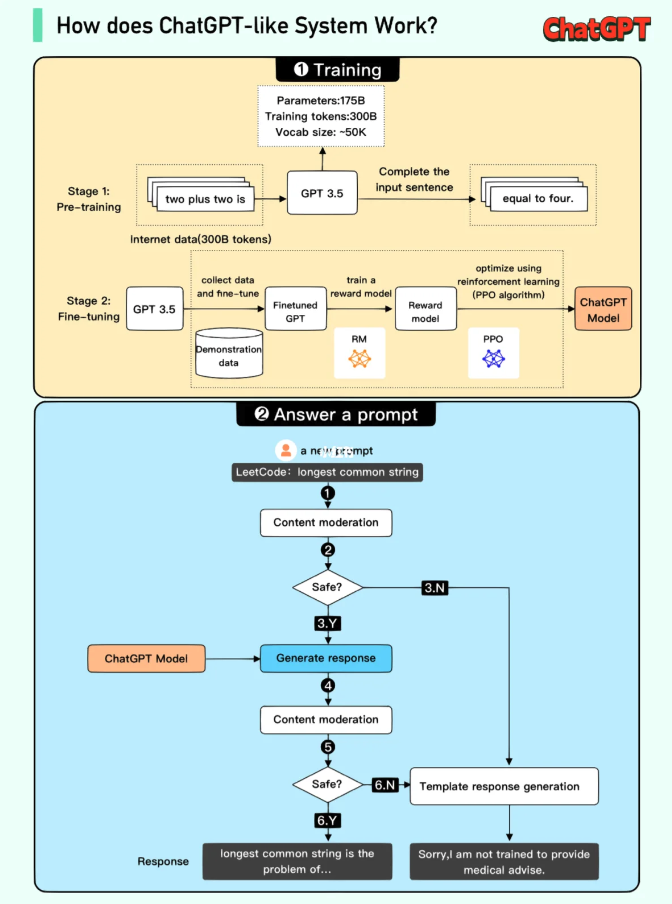 How does ChatGPT-like System Work?
ChatGPT
❶ Training
Parameters:175B
Training tokens:300B
Vocab size: ~50K
Stage 1:
Pre-training
two plus two is
GPT 3.5
Complete the
input sentence
equal to four.
Internet data(300B tokens)
Stage 2:
Fine-tuning
GPT 3.5
collect data
and fine-tune
Demonstration
data
Finetuned
GPT
train a
reward model
RM
Reward
model
optimize using
reinforcement learning
(PPO algorithm)
PPO
ChatGPT
Model
❷ Answer a prompt
a new prompt
LeetCode: longest common string
1
Content moderation
2
Safe?
3.N
3.Y
ChatGPT Model
Generate response
4
Content moderation
5
Safe?
6.N
Template response generation
6.Y
Response
longest common string is the
problem of...
Sorry,I am not trained to provide
medical advise.